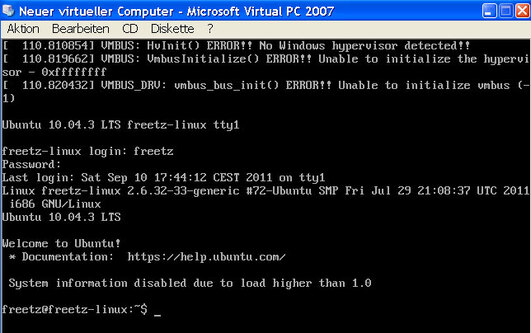 Neuer virtueller Computer - Microsoft Virtual PC 2007
Aktion Bearbeiten CD Diskette ?
[  110.810854] VMBUS: HvInit() ERROR!! No Windows hypervisor detected!!
[  110.819662] VMBUS: VmbusInitialize() ERROR!! Unable to initialize the hypervi
sor - 0xffffffff
[  110.820432] VMBUS_DRV: vmbus_bus_init() ERROR!! Unable to initialize vmbus (-
1)
Ubuntu 10.04.3 LTS freetz-linux tty1
freetz-linux login: freetz
Password:
Last login: Sat Sep 10 17:44:12 CEST 2011 on tty1
Linux freetz-linux 2.6.32-33-generic #72-Ubuntu SMP Fri Jul 29 21:08:37 UTC 2011
 i686 GNU/Linux
Ubuntu 10.04.3 LTS
Welcome to Ubuntu!
 * Documentation:  https://help.ubuntu.com/
 System information disabled due to load higher than 1.0
freetz@freetz-linux:~$ _